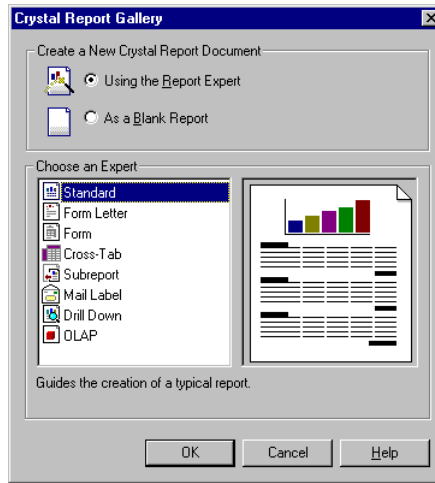 Crystal Report Gallery
Create a New Crystal Report Document
Using the Report Expert
As a Blank Report
Choose an Expert
Standard
Form Letter
Form
Cross-Tab
Subreport
Mail Label
Drill Down
OLAP
Guides the creation of a typical report.
OK Cancel Help